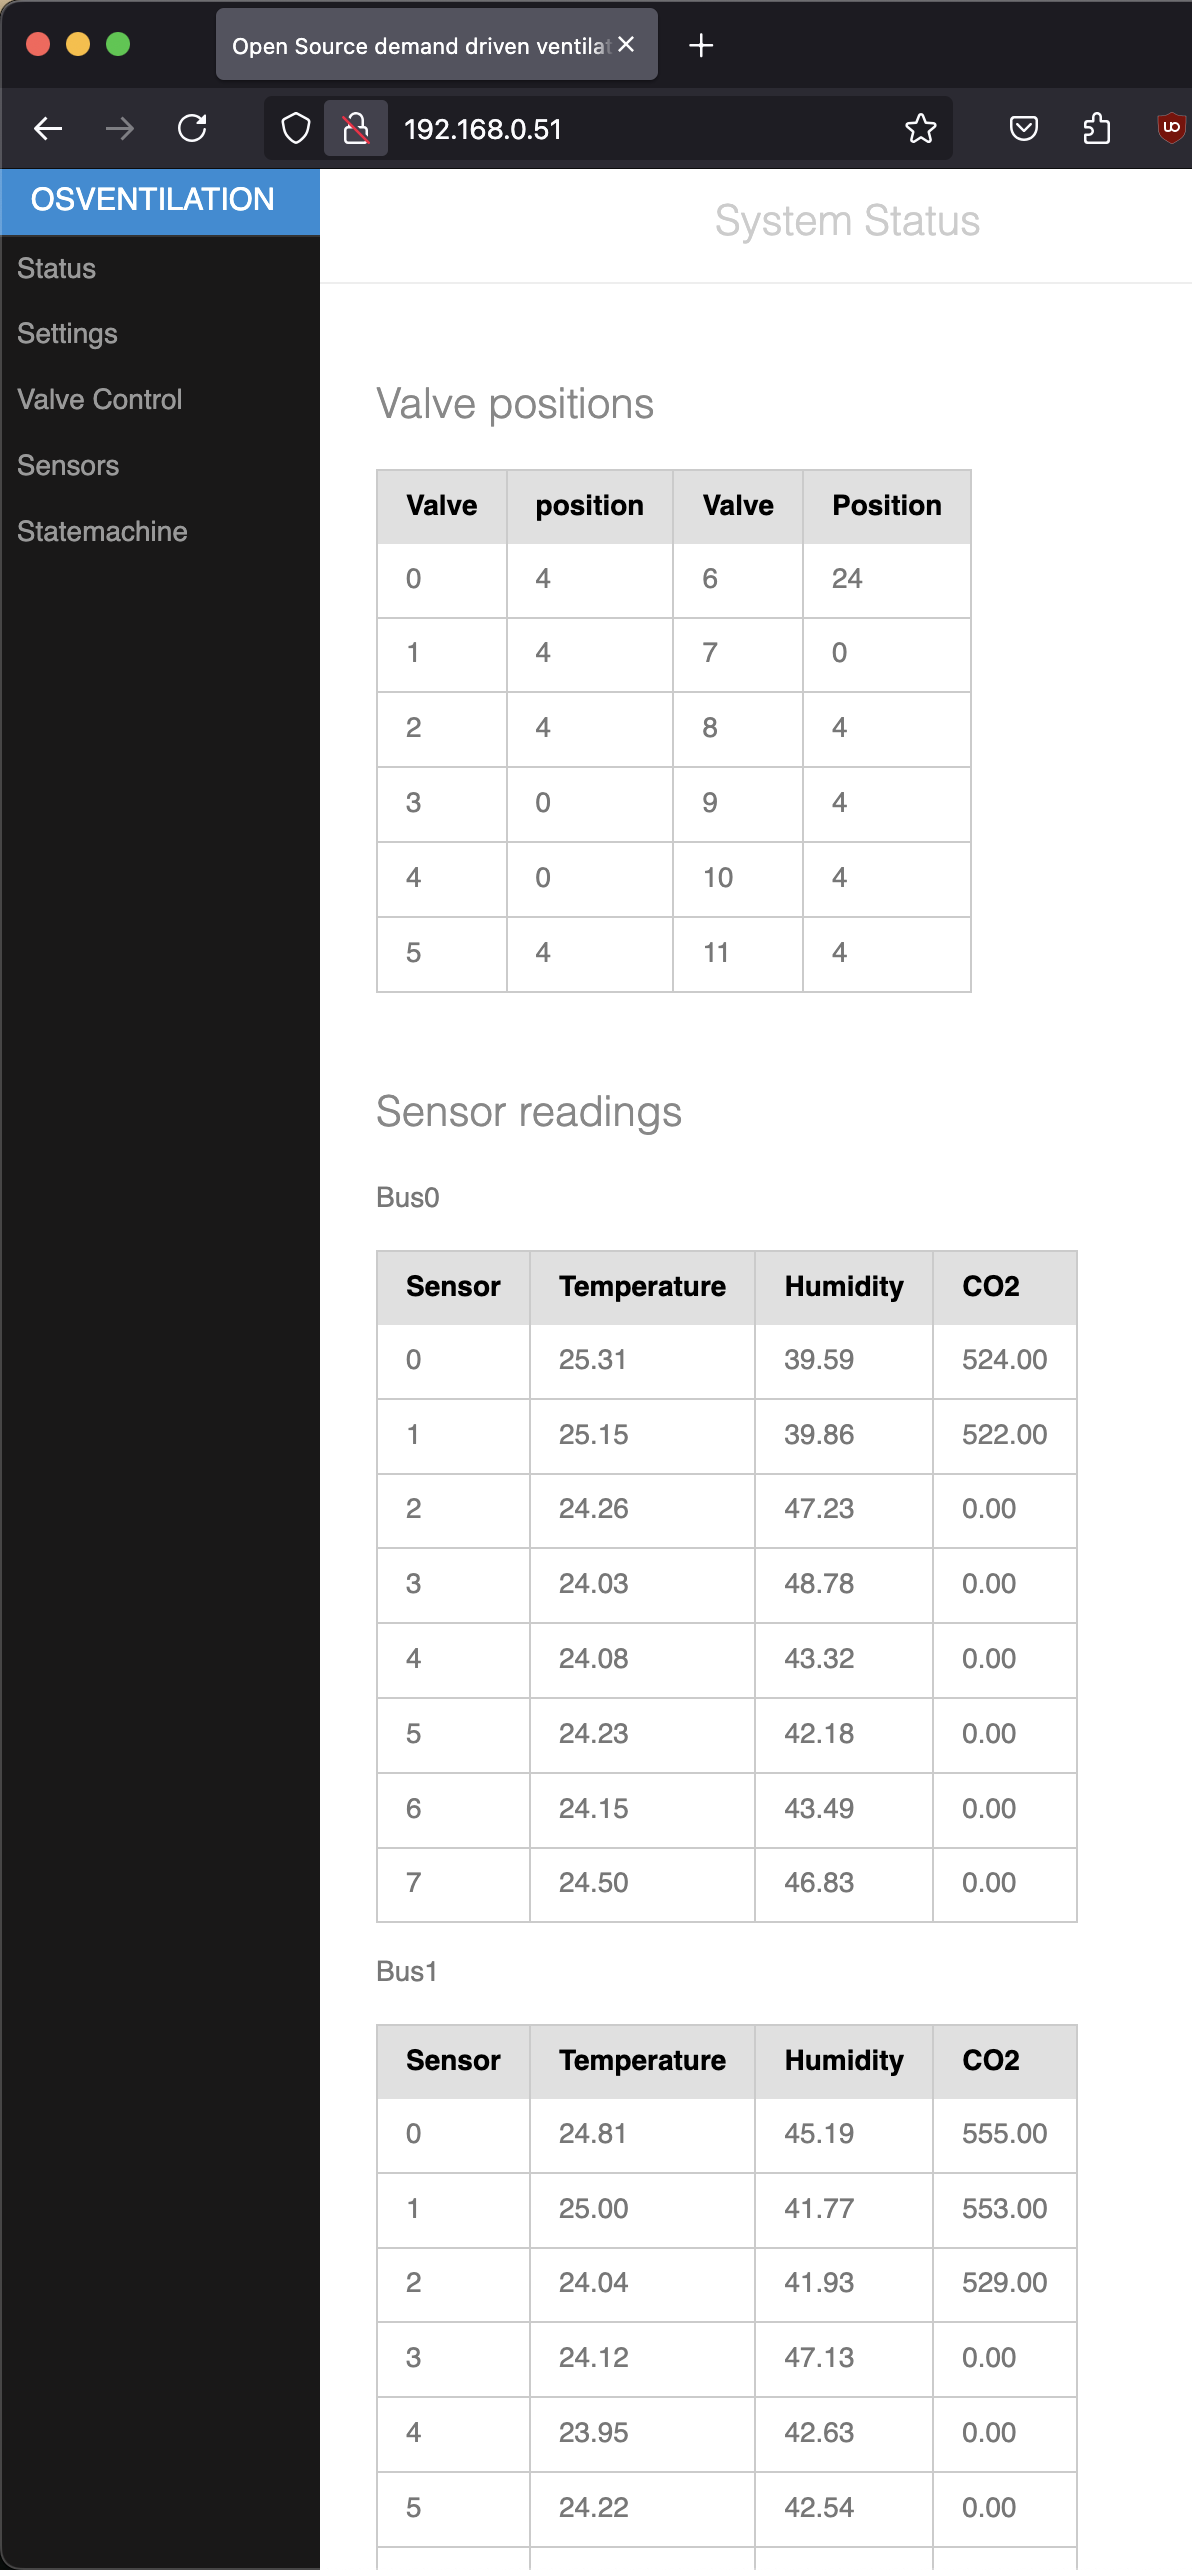 Open Source demand driven ventilat
192.168.0.51
OSVENTILATION
Status
Settings
Valve Control
Sensors
Statemachine
System Status
Valve positions
Valve position Valve Position
0 4 6 24
1 4 7 0
2 4 8 4
3 0 9 4
4 0 10 4
5 4 11 4
Sensor readings
Bus0
Sensor Temperature Humidity CO2
0 25.31 39.59 524.00
1 25.15 39.86 522.00
2 24.26 47.23 0.00
3 24.03 48.78 0.00
4 24.08 43.32 0.00
5 24.23 42.18 0.00
6 24.15 43.49 0.00
7 24.50 46.83 0.00
Bus1
Sensor Temperature Humidity CO2
0 24.81 45.19 555.00
1 25.00 41.77 553.00
2 24.04 41.93 529.00
3 24.12 47.13 0.00
4 23.95 42.63 0.00
5 24.22 42.54 0.00